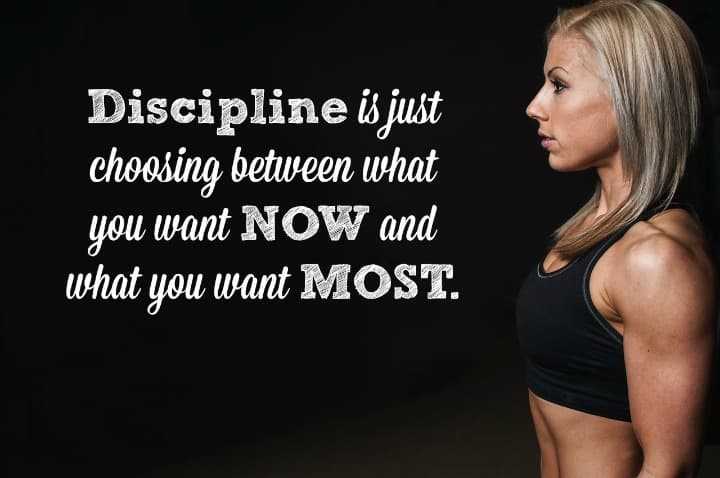 Discipline is just
choosing between what
you want NOW and
what you want MOST.